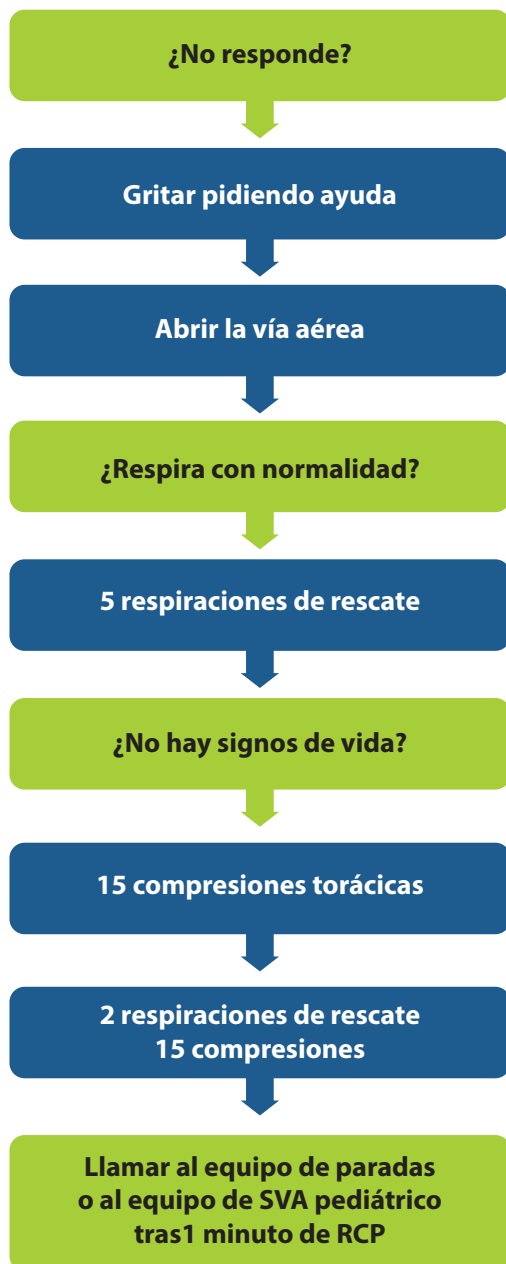 ¿No responde?
Gritar pidiendo ayuda
Abrir la vía aérea
¿Respira con normalidad?
5 respiraciones de rescate
¿No hay signos de vida?
15 compresiones torácicas
2 respiraciones de rescate
15 compresiones
Llamar al equipo de paradas
o al equipo de SVA pediátrico
tras1 minuto de RCP